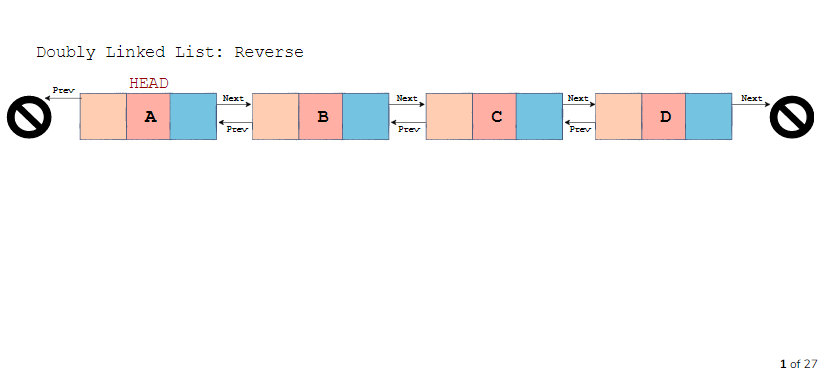 Doubly Linked List: Reverse
HEAD
Prev
Next
Next
Next
Next
A
B
C
D
Prev
Prev
Prev
1 of 27